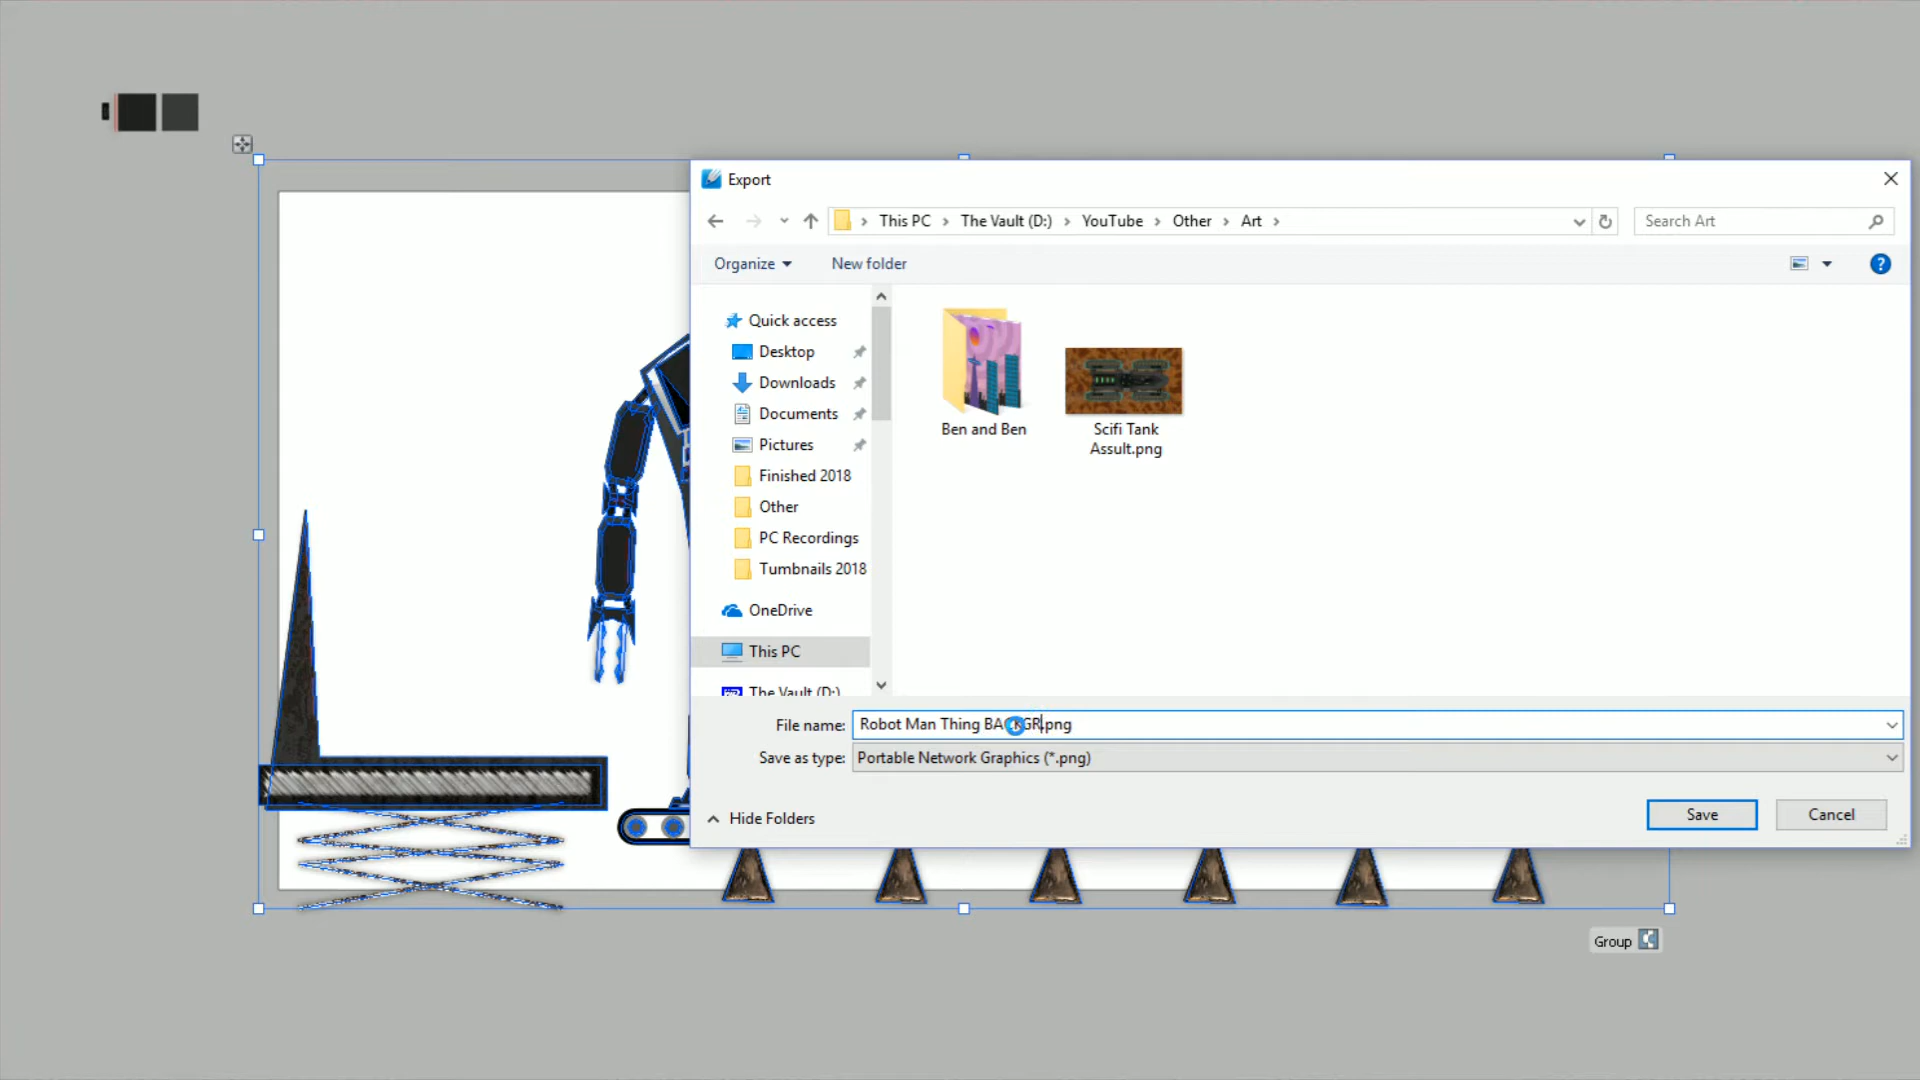 Export
This PC The Vault (D:) YouTube Other Art
Search Art
Organize New folder
Quick access
Desktop
Downloads
Documents
Pictures
Finished 2018
Other
PC Recordings
Tumbnails 2018
OneDrive
This PC
The Vault (D:)
Ben and Ben
Scifi Tank
Assult.png
File name: Robot Man Thing BACKGR.png
Save as type: Portable Network Graphics (*.png)
Hide Folders
Save Cancel
Group